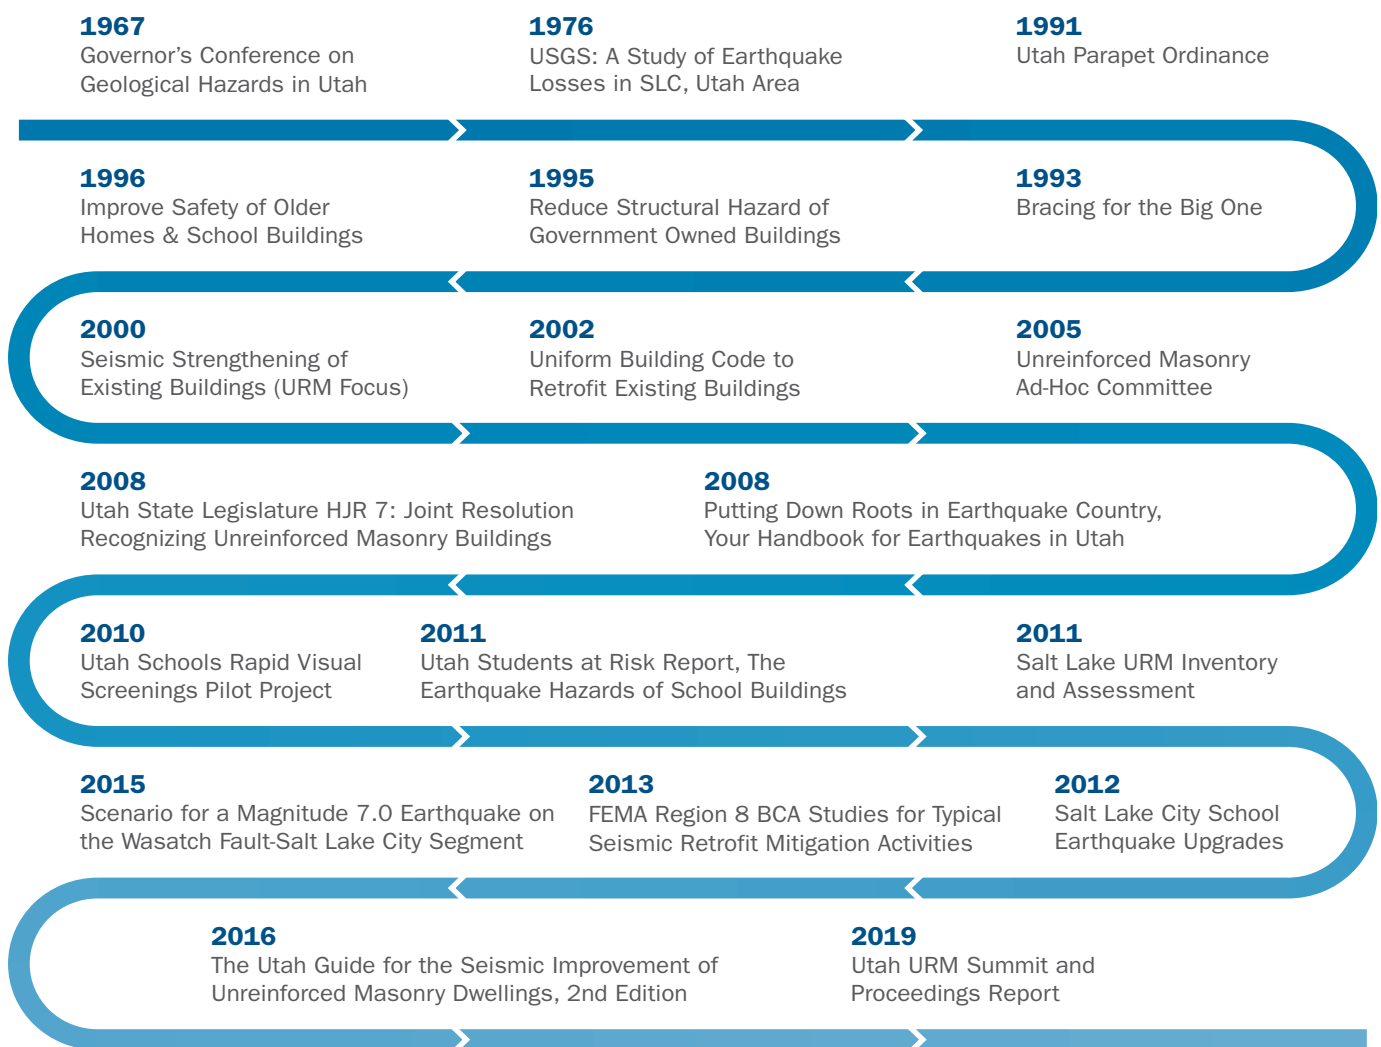 1967
Governor's Conference on
Geological Hazards in Utah
1976
USGS: A Study of Earthquake
Losses in SLC, Utah Area
1991
Utah Parapet Ordinance
1996
Improve Safety of Older
Homes & School Buildings
1995
Reduce Structural Hazard of
Government Owned Buildings
1993
Bracing for the Big One
2000
Seismic Strengthening of
Existing Buildings (URM Focus)
2002
Uniform Building Code to
Retrofit Existing Buildings
2005
Unreinforced Masonry
Ad-Hoc Committee
2008
Utah State Legislature HJR 7: Joint Resolution
Recognizing Unreinforced Masonry Buildings
2008
Putting Down Roots in Earthquake Country,
Your Handbook for Earthquakes in Utah
2010
Utah Schools Rapid Visual
Screenings Pilot Project
2011
Utah Students at Risk Report, The
Earthquake Hazards of School Buildings
2011
Salt Lake URM Inventory
and Assessment
2015
Scenario for a Magnitude 7.0 Earthquake on
the Wasatch Fault-Salt Lake City Segment
2013
FEMA Region 8 BCA Studies for Typical
Seismic Retrofit Mitigation Activities
2012
Salt Lake City School
Earthquake Upgrades
2016
The Utah Guide for the Seismic Improvement of
Unreinforced Masonry Dwellings, 2nd Edition
2019
Utah URM Summit and
Proceedings Report